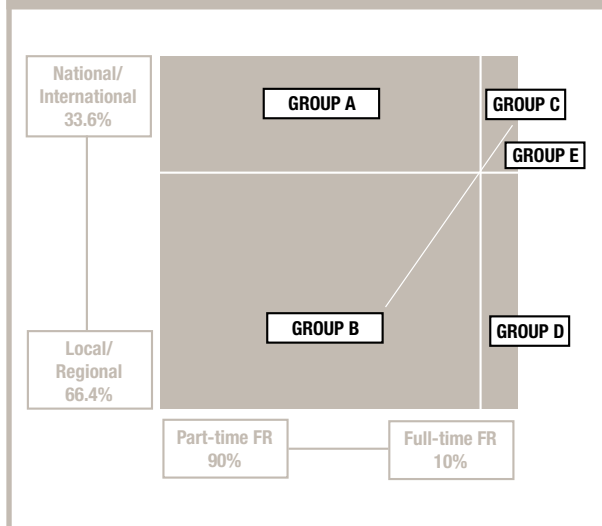 National/
International
33.6%
GROUP A
GROUP C
GROUP E
GROUP B
GROUP D
Local/
Regional
66.4%
Part-time FR
90%
Full-time FR
10%